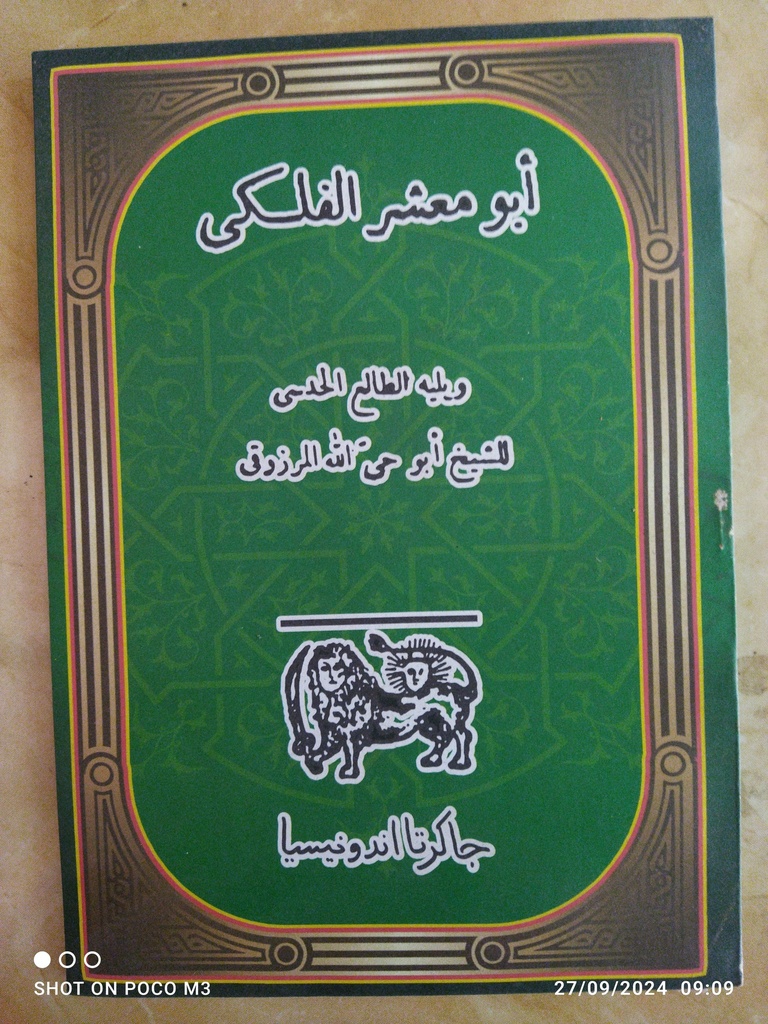 أبو معشر الفلكى
ويليه الطالع الحدسى
للشيخ أبو حى الله المرزوقى
جاكرتا اندونيسيا
SHOT ON POCO M3
27/09/2024 09:09